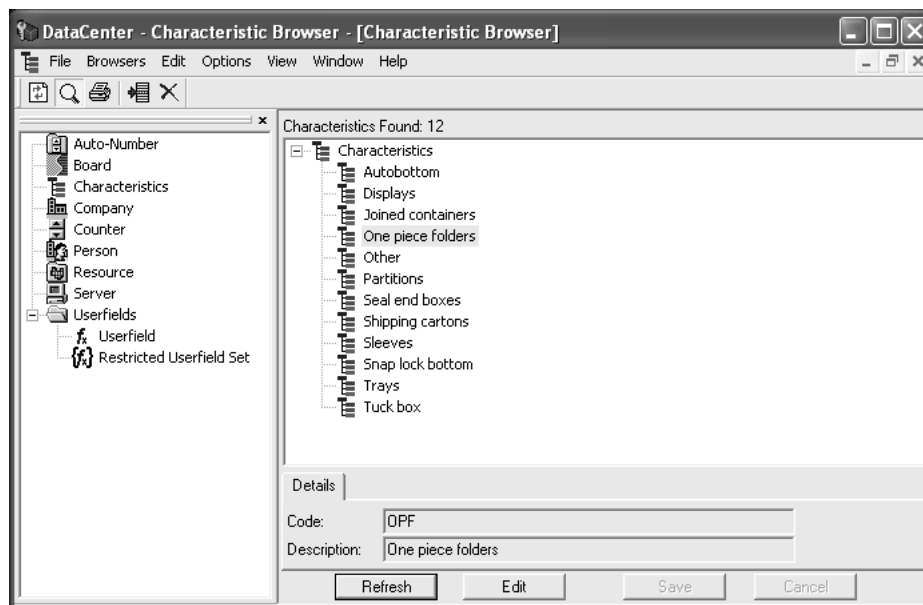 DataCenter - Characteristic Browser - [Characteristic Browser]
File Browsers Edit Options View Window Help
Auto-Number
Board
Characteristics
Company
Counter
Person
Resource
Server
Userfields
Userfield
Restricted Userfield Set
Characteristics Found: 12
Characteristics
Autobottom
Displays
Joined containers
One piece folders
Other
Partitions
Seal end boxes
Shipping cartons
Sleeves
Snap lock bottom
Trays
Tuck box
Details
Code: OPF
Description: One piece folders
Refresh Edit Save Cancel